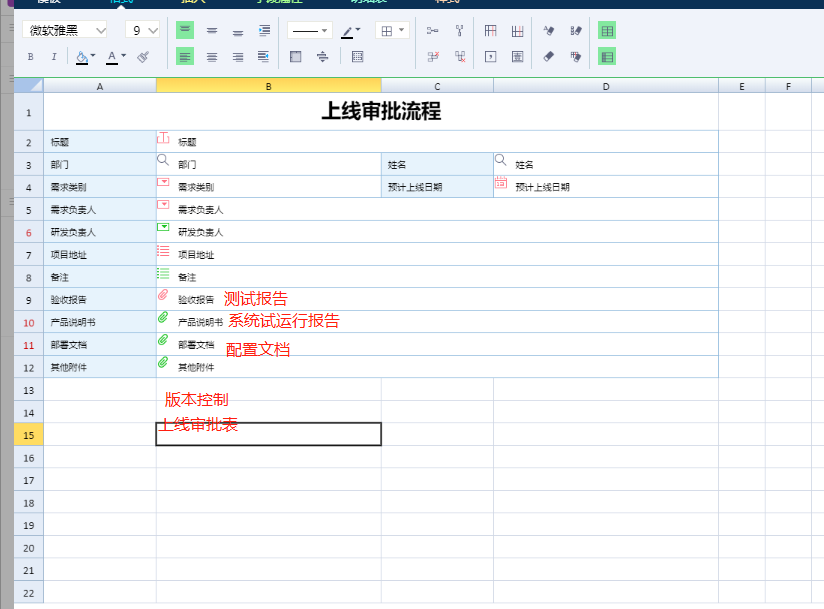 微软雅黑 9
B I A
A B C D E F
1 上线审批流程
2 标题 标题
3 部门 部门 姓名 姓名
4 需求类别 需求类别 预计上线日期 预计上线日期
5 需求负责人 需求负责人
6 研发负责人 研发负责人
7 项目地址 项目地址
8 备注 备注
9 验收报告 验收报告 测试报告
10 产品说明书 产品说明书 系统试运行报告
11 部署文档 部署文档 配置文档
12 其他附件 其他附件
13 版本控制
14 上线审批表
15
16
17
18
19
20
21
22